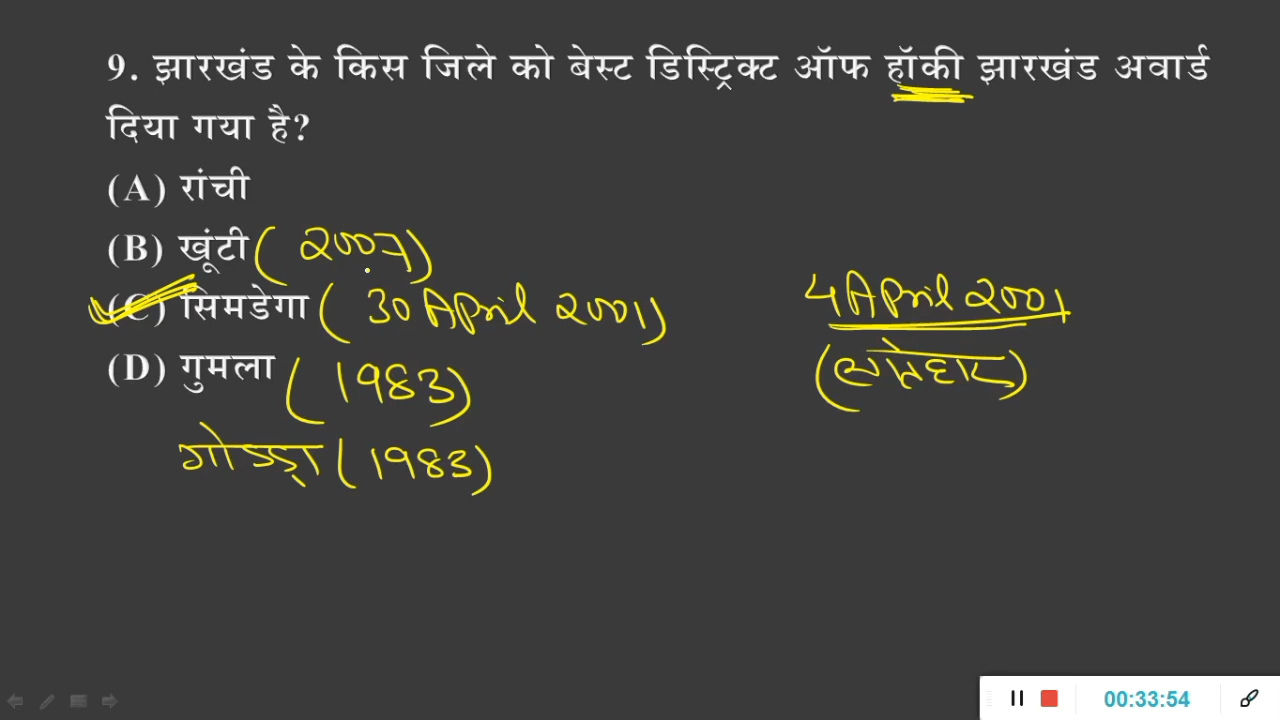 9. झारखंड के किस जिले को बेस्ट डिस्ट्रिक्ट ऑफ हॉकी झारखंड अवार्ड
दिया गया है?
(A) रांची
(B) खूंटी (2007)
(C) सिमडेगा (30 April 2001)
4 April 2001
(D) गुमला (1983)
(लातेहार)
गोड्डा (1983)
00:33:54